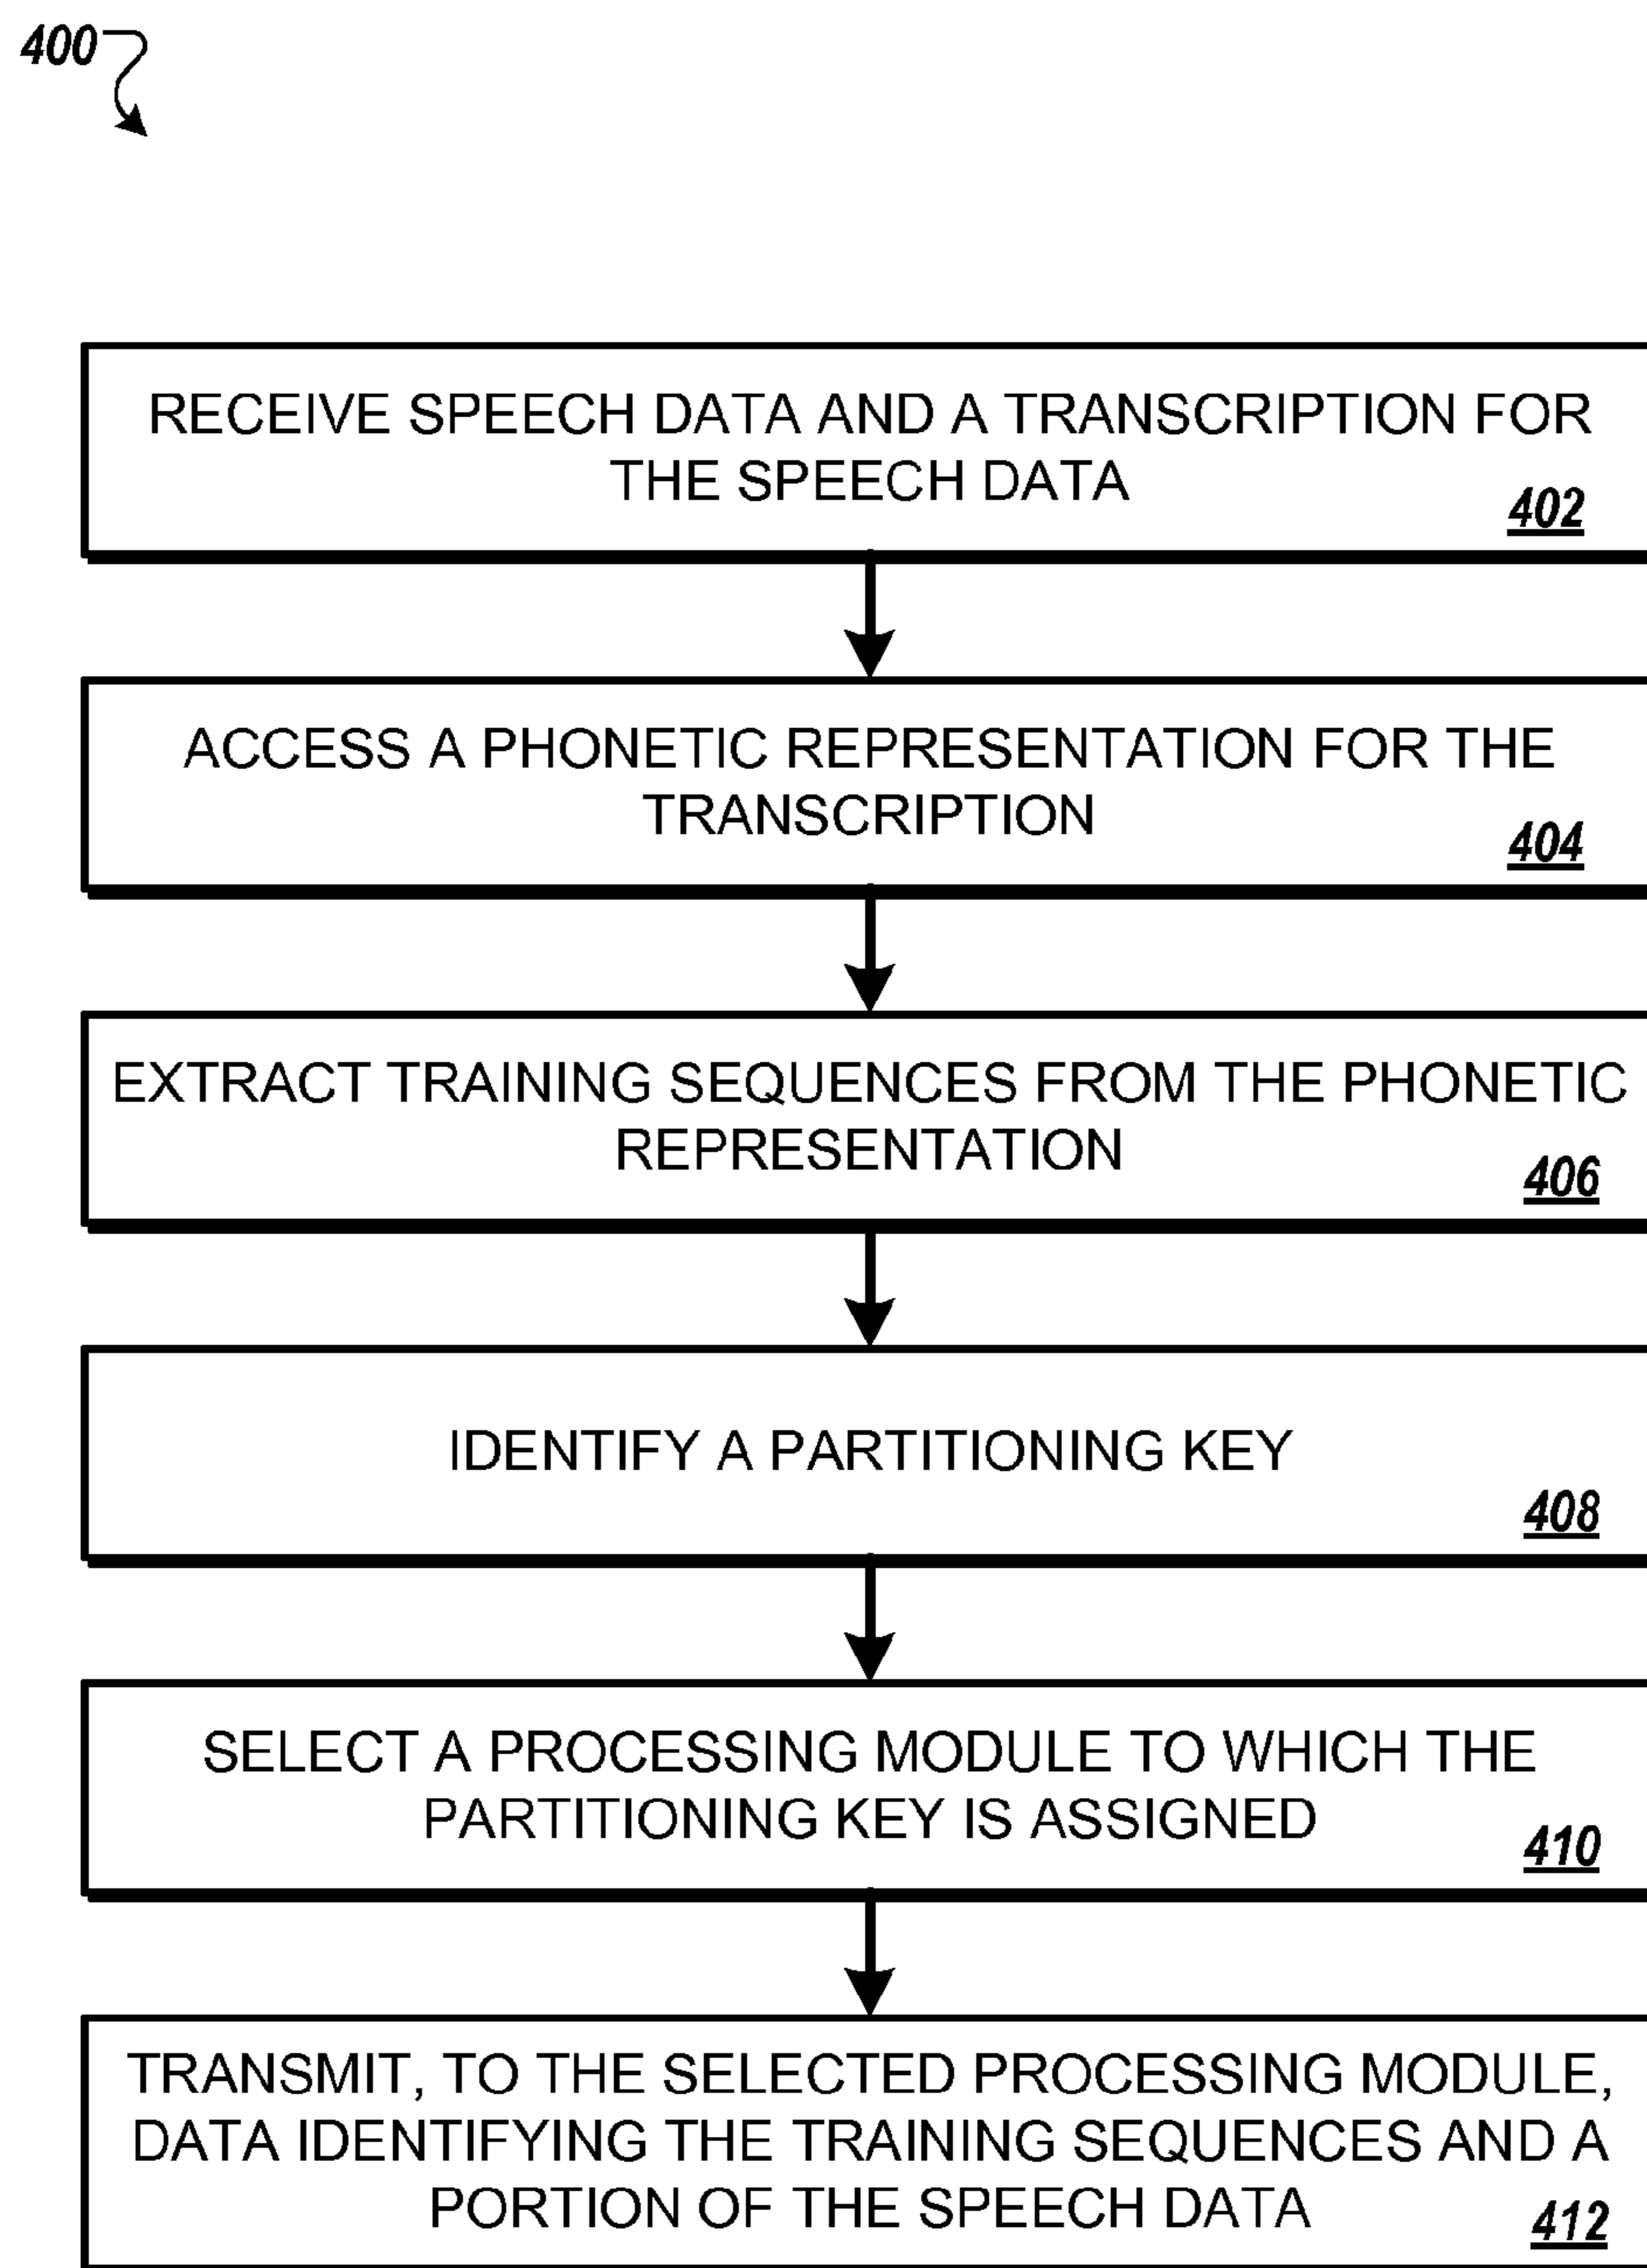 400
RECEIVE SPEECH DATA AND A TRANSCRIPTION FOR
THE SPEECH DATA
402
ACCESS A PHONETIC REPRESENTATION FOR THE
TRANSCRIPTION
404
EXTRACT TRAINING SEQUENCES FROM THE PHONETIC
REPRESENTATION
406
IDENTIFY A PARTITIONING KEY
408
SELECT A PROCESSING MODULE TO WHICH THE
PARTITIONING KEY IS ASSIGNED
410
TRANSMIT, TO THE SELECTED PROCESSING MODULE,
DATA IDENTIFYING THE TRAINING SEQUENCES AND A
PORTION OF THE SPEECH DATA
412